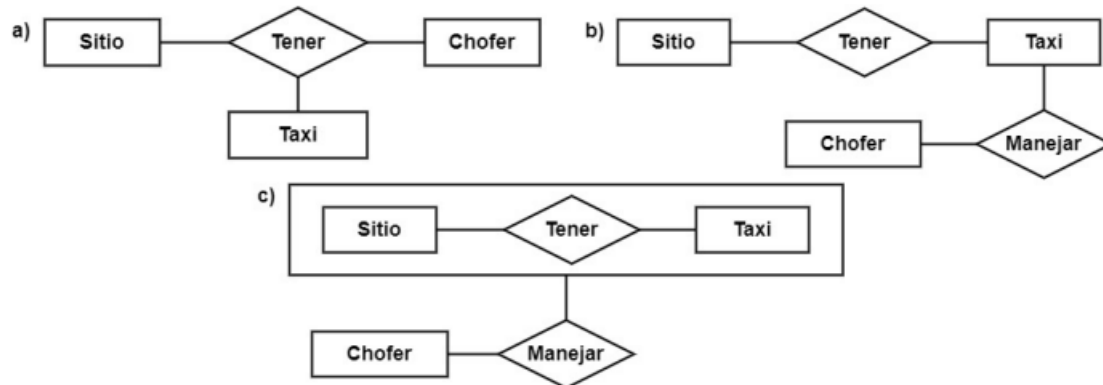 a) Sitio Tener Chofer
Taxi
b) Sitio Tener Taxi
Chofer Manejar
c) Sitio Tener Taxi
Chofer Manejar